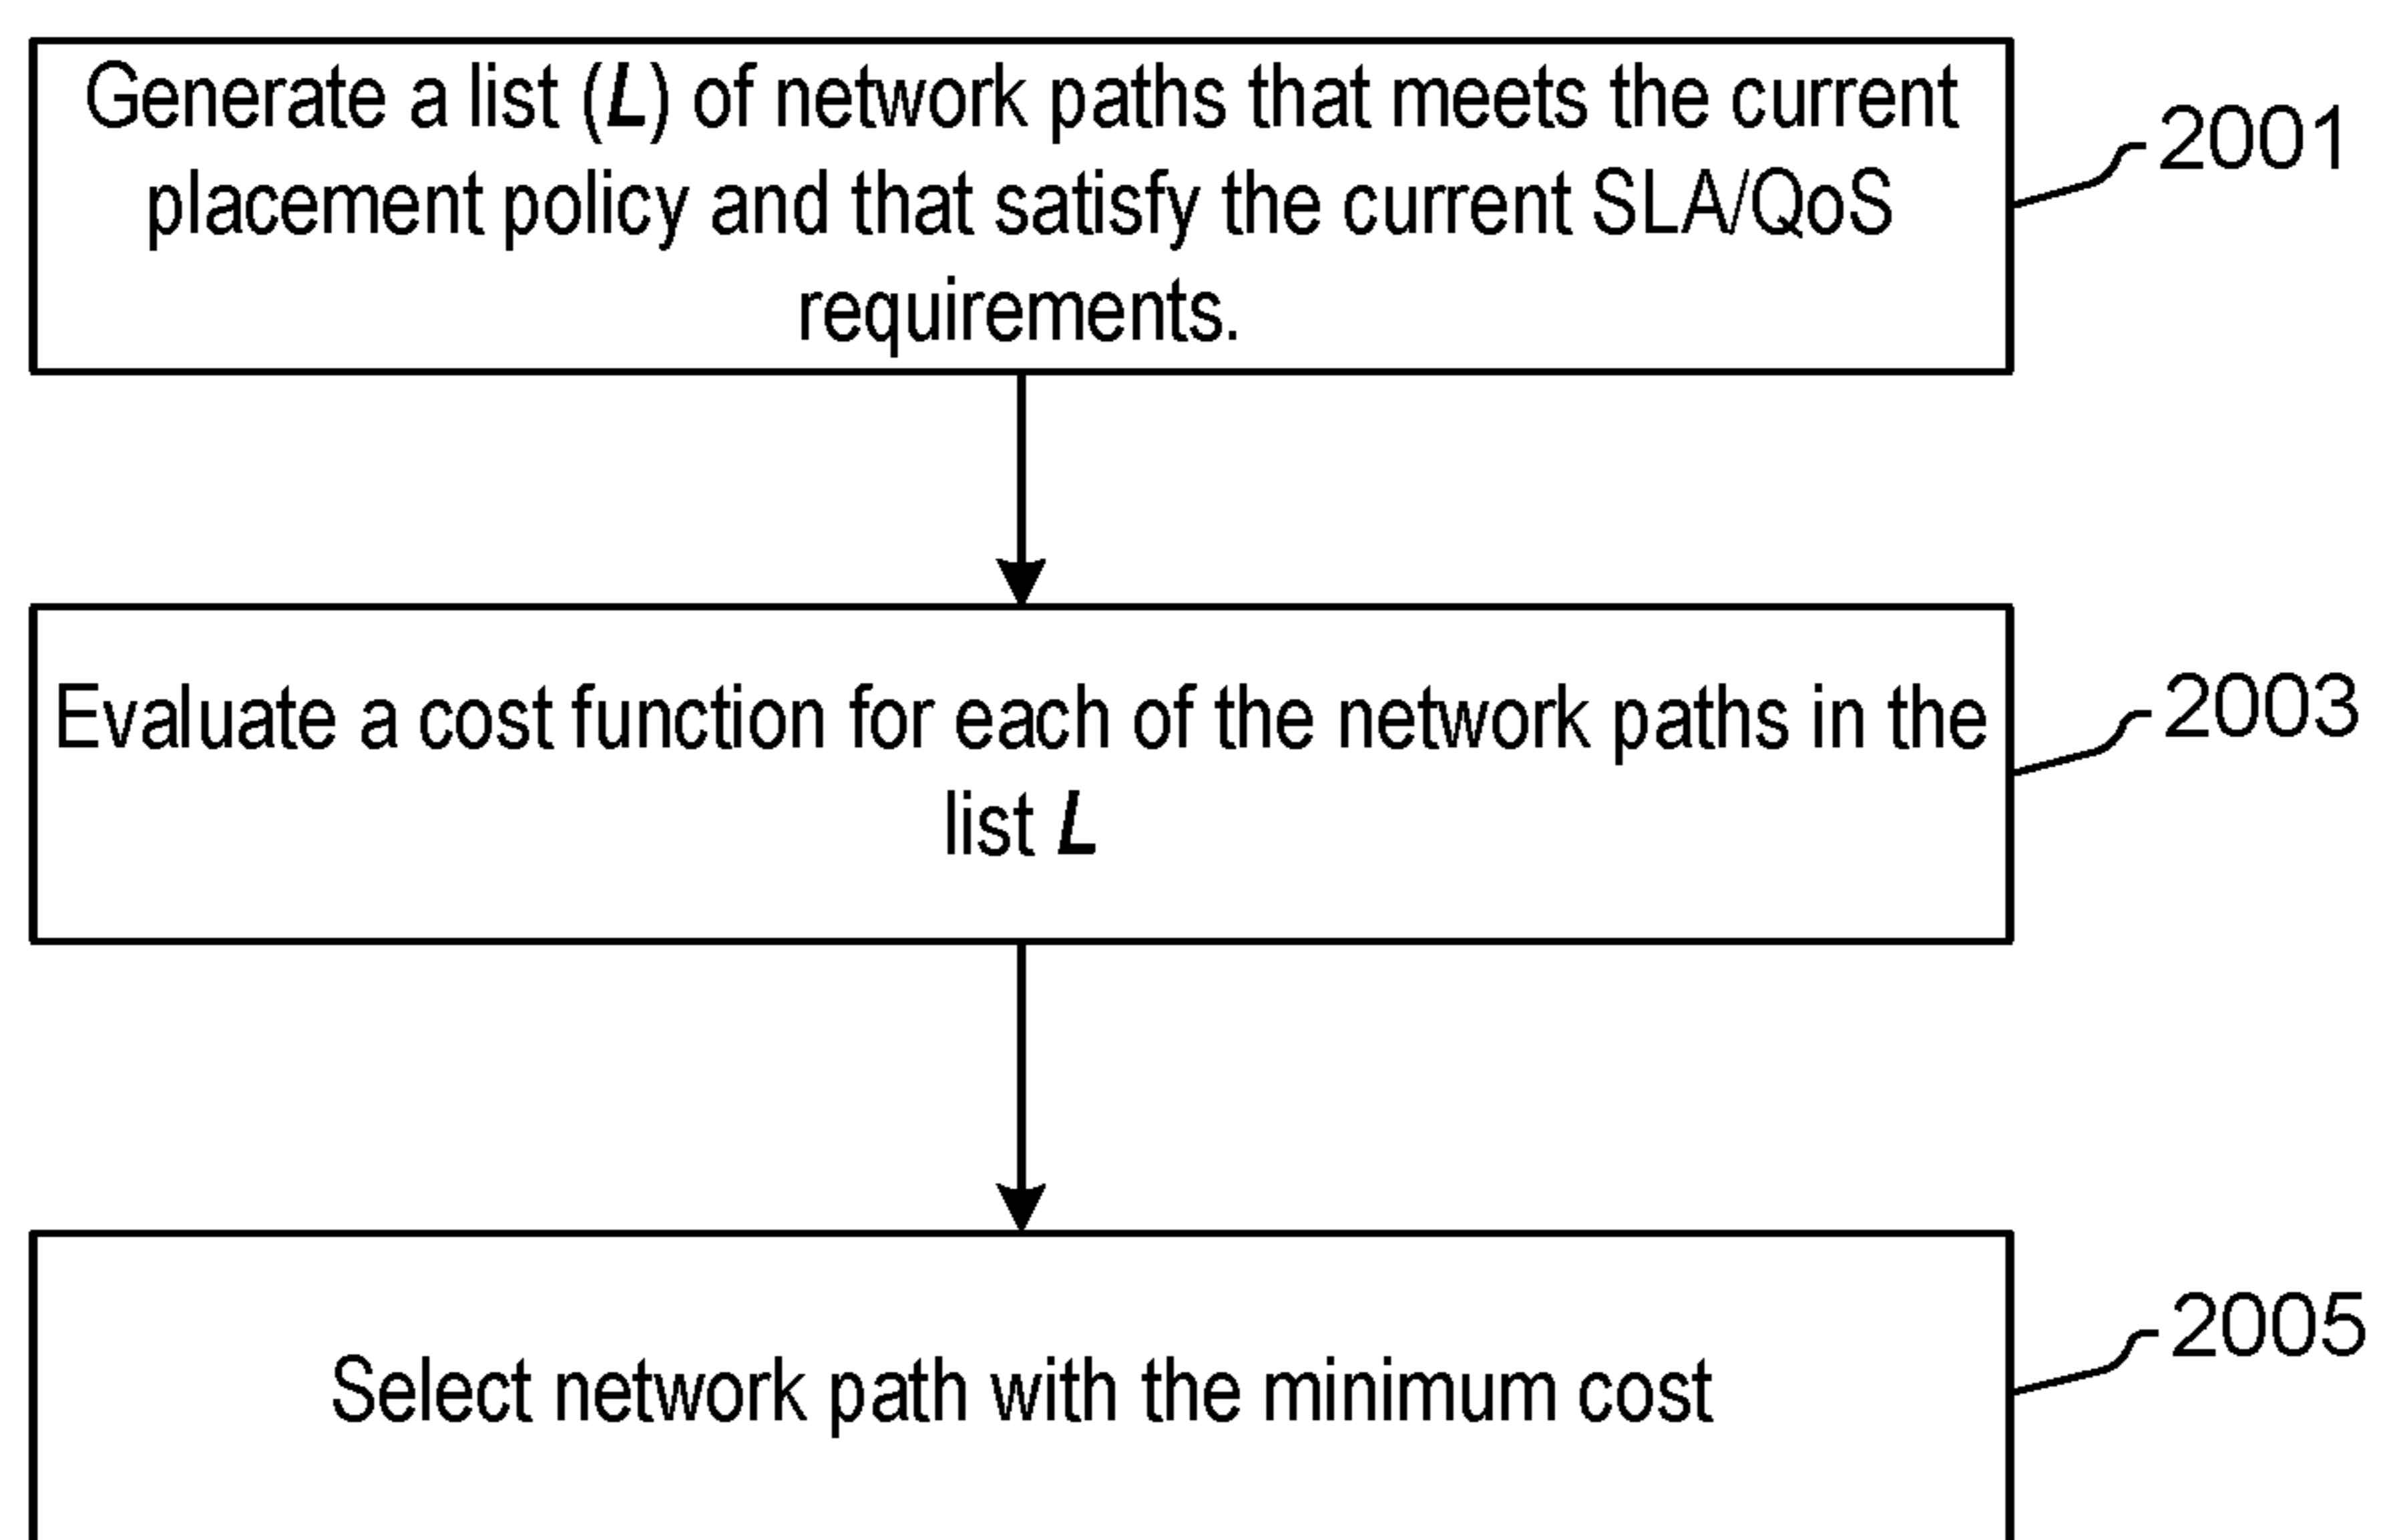 Generate a list (L) of network paths that meets the current
placement policy and that satisfy the current SLA/QoS
requirements.
2001
Evaluate a cost function for each of the network paths in the
list L
2003
Select network path with the minimum cost
2005